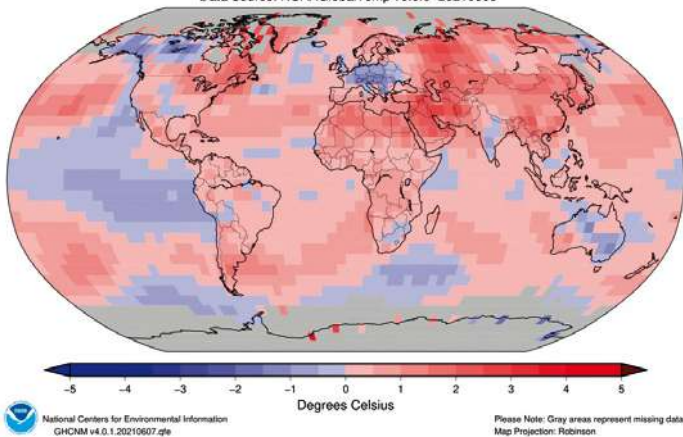 -5 -4 -3 -2 -1 0 1 2 3 4 5
Degrees Celsius
National Centers for Environmental Information
GHCNM v4.0.1.20210607.qfe
Please Note: Gray areas represent missing data
Map Projection: Robinson